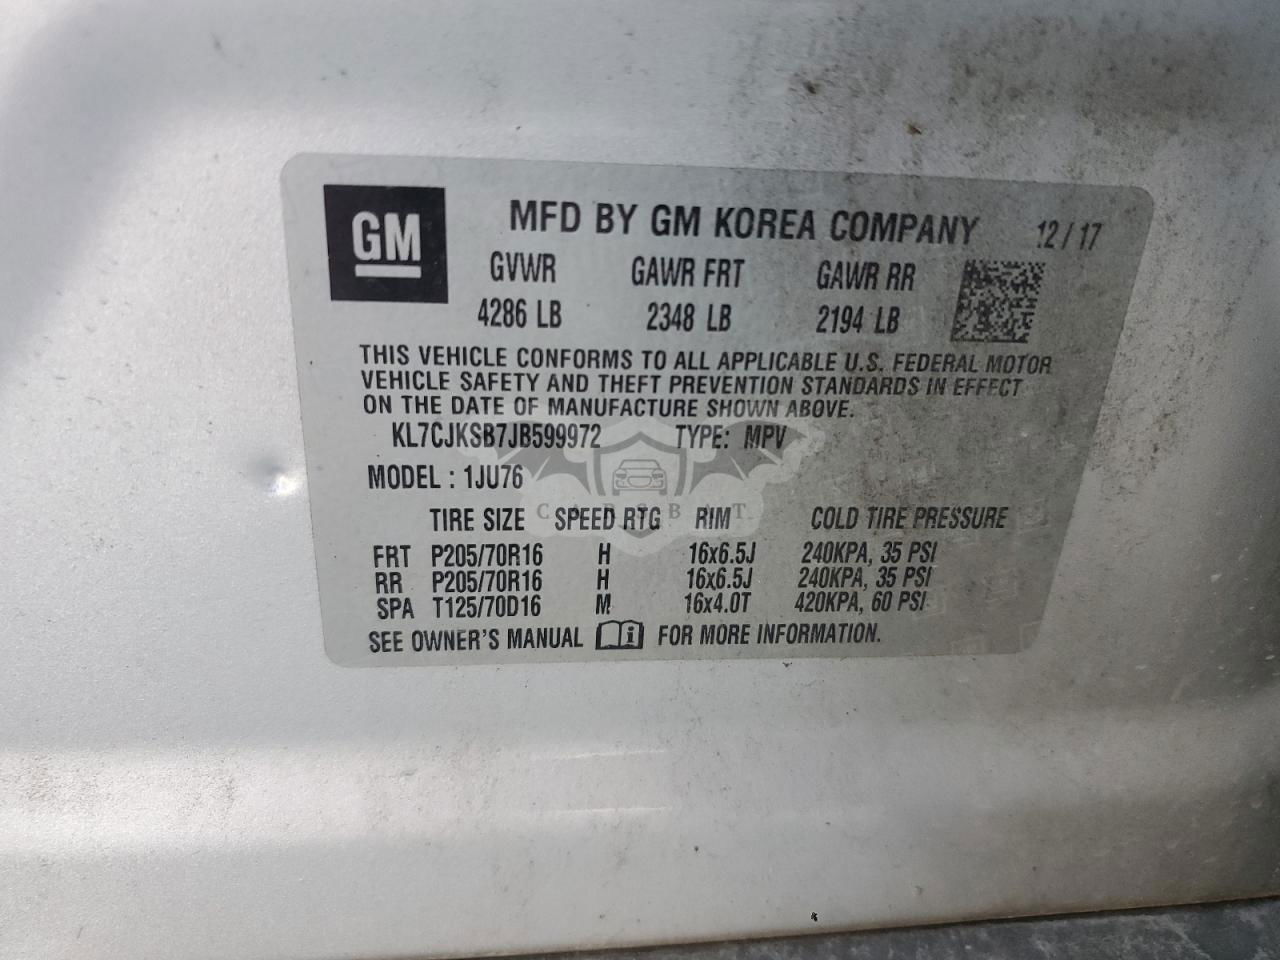 GM MFD BY GM KOREA COMPANY 12/17
GVWR GAWR FRT GAWR RR
4286 LB 2348 LB 2194 LB
THIS VEHICLE CONFORMS TO ALL APPLICABLE U.S. FEDERAL MOTOR
VEHICLE SAFETY AND THEFT PREVENTION STANDARDS IN EFFECT
ON THE DATE OF MANUFACTURE SHOWN ABOVE.
KL7CJKSB7JB599972 TYPE: MPV
MODEL : 1JU76
CARSBAT
TIRE SIZE SPEED RTG RIM COLD TIRE PRESSURE
FRT P205/70R16 H 16x6.5J 240KPA, 35 PSI
RR P205/70R16 H 16x6.5J 240KPA, 35 PSI
SPA T125/70D16 M 16x4.0T 420KPA, 60 PSI
SEE OWNER'S MANUAL FOR MORE INFORMATION.